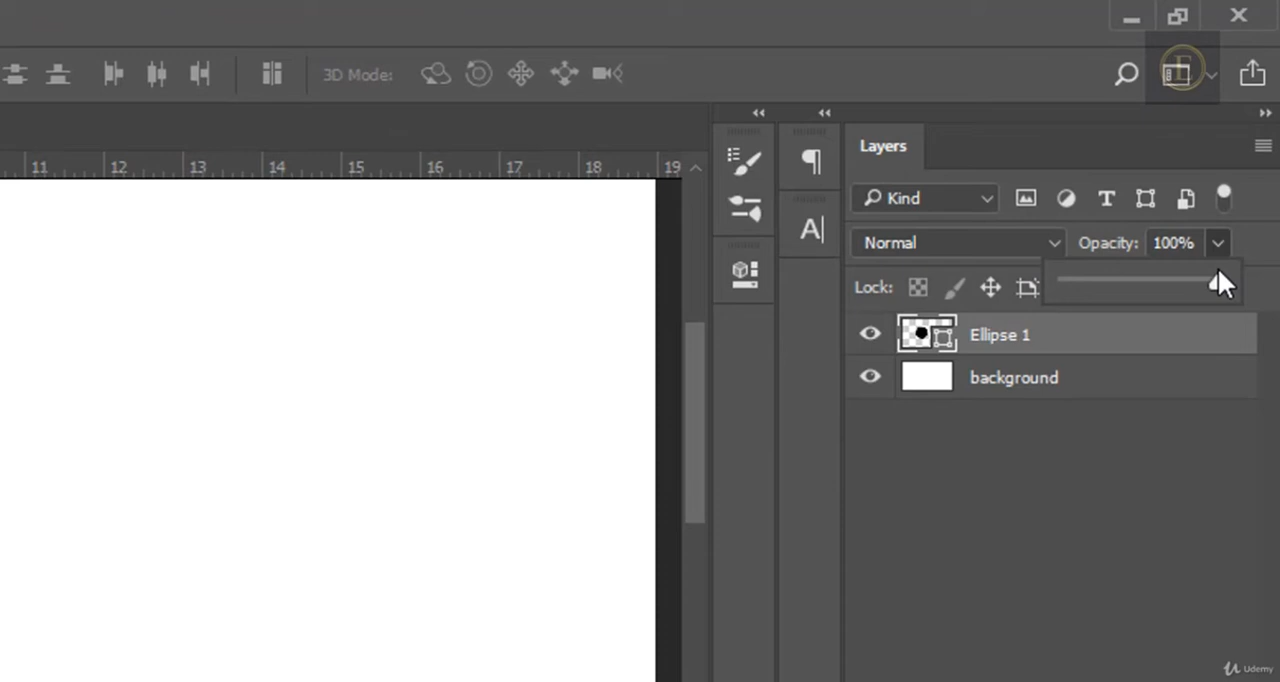 3D Mode:
E
11 12 13 14 15 16 17 18 19
Layers
Kind T
Normal Opacity: 100%
A
Lock:
Ellipse 1
background
Udemy